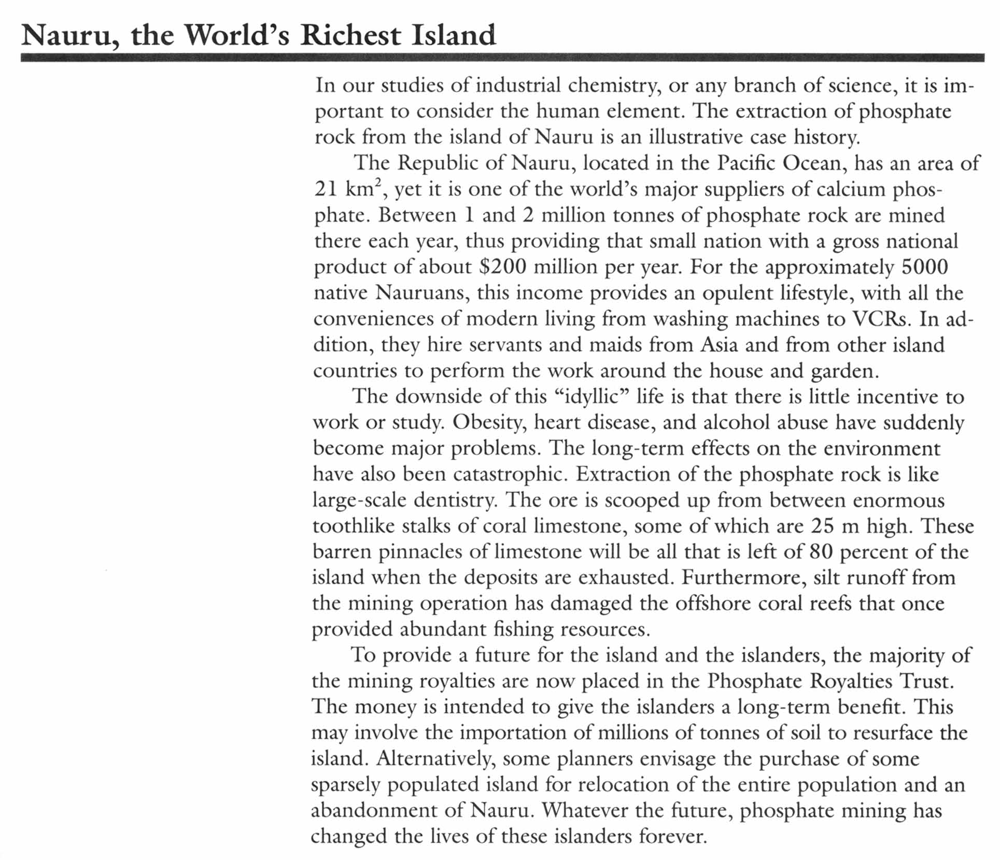 Nauru, the World's Richest Island
In our studies of industrial chemistry, or any branch of science, it is im-
portant to consider the human element. The extraction of phosphate
rock from the island of Nauru is an illustrative case history.
The Republic of Nauru, located in the Pacific Ocean, has an area of
21 km², yet it is one of the world's major suppliers of calcium phos-
phate. Between 1 and 2 million tonnes of phosphate rock are mined
there each year, thus providing that small nation with a gross national
product of about $200 million per year. For the approximately 5000
native Nauruans, this income provides an opulent lifestyle, with all the
conveniences of modern living from washing machines to VCRs. In ad-
dition, they hire servants and maids from Asia and from other island
countries to perform the work around the house and garden.
The downside of this “idyllic” life is that there is little incentive to
work or study. Obesity, heart disease, and alcohol abuse have suddenly
become major problems. The long-term effects on the environment
have also been catastrophic. Extraction of the phosphate rock is like
large-scale dentistry. The ore is scooped up from between enormous
toothlike stalks of coral limestone, some of which are 25 m high. These
barren pinnacles of limestone will be all that is left of 80 percent of the
island when the deposits are exhausted. Furthermore, silt runoff from
the mining operation has damaged the offshore coral reefs that once
provided abundant fishing resources.
To provide a future for the island and the islanders, the majority of
the mining royalties are now placed in the Phosphate Royalties Trust.
The money is intended to give the islanders a long-term benefit. This
may involve the importation of millions of tonnes of soil to resurface the
island. Alternatively, some planners envisage the purchase of some
sparsely populated island for relocation of the entire population and an
abandonment of Nauru. Whatever the future, phosphate mining has
changed the lives of these islanders forever.